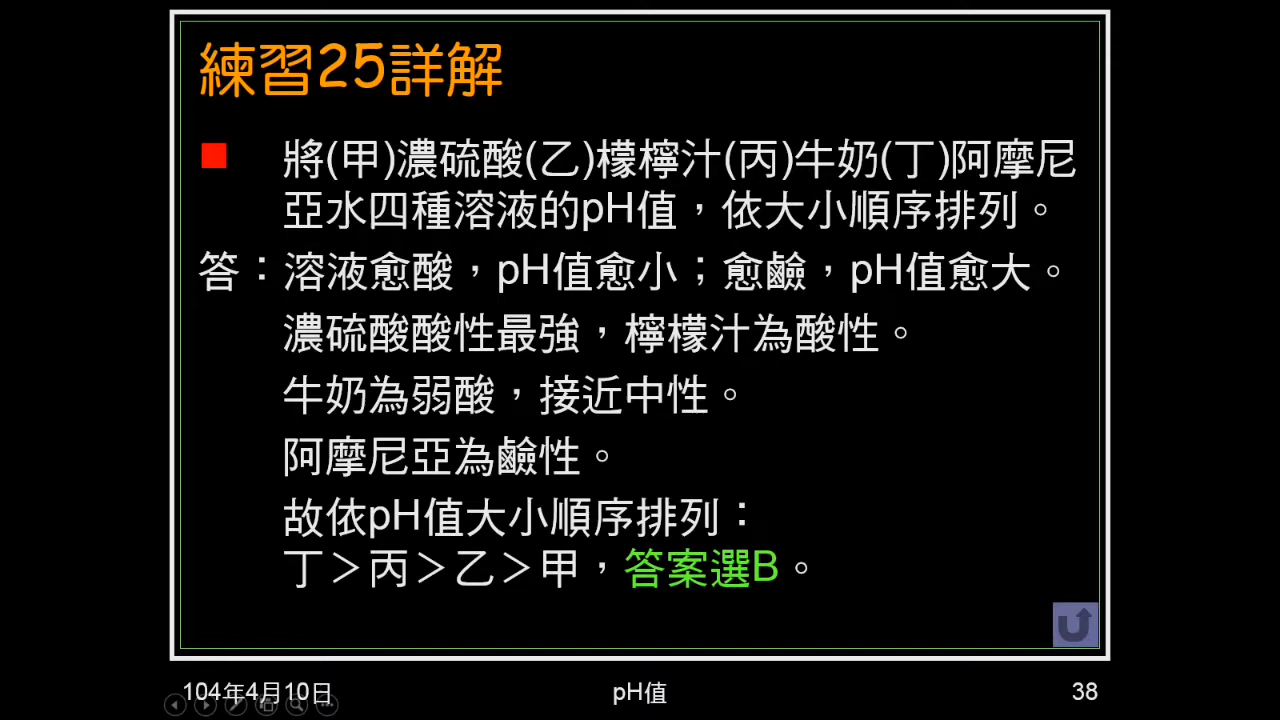 練習25詳解
將(甲)濃硫酸(乙)檬檸汁(丙)牛奶(丁)阿摩尼
亞水四種溶液的pH值，依大小順序排列。
答：溶液愈酸，pH值愈小；愈鹼，pH值愈大。
濃硫酸酸性最強，檸檬汁為酸性。
牛奶為弱酸，接近中性。
阿摩尼亞為鹼性。
故依pH值大小順序排列：
丁＞丙＞乙＞甲，答案選B。
104年4月10日
pH值
38